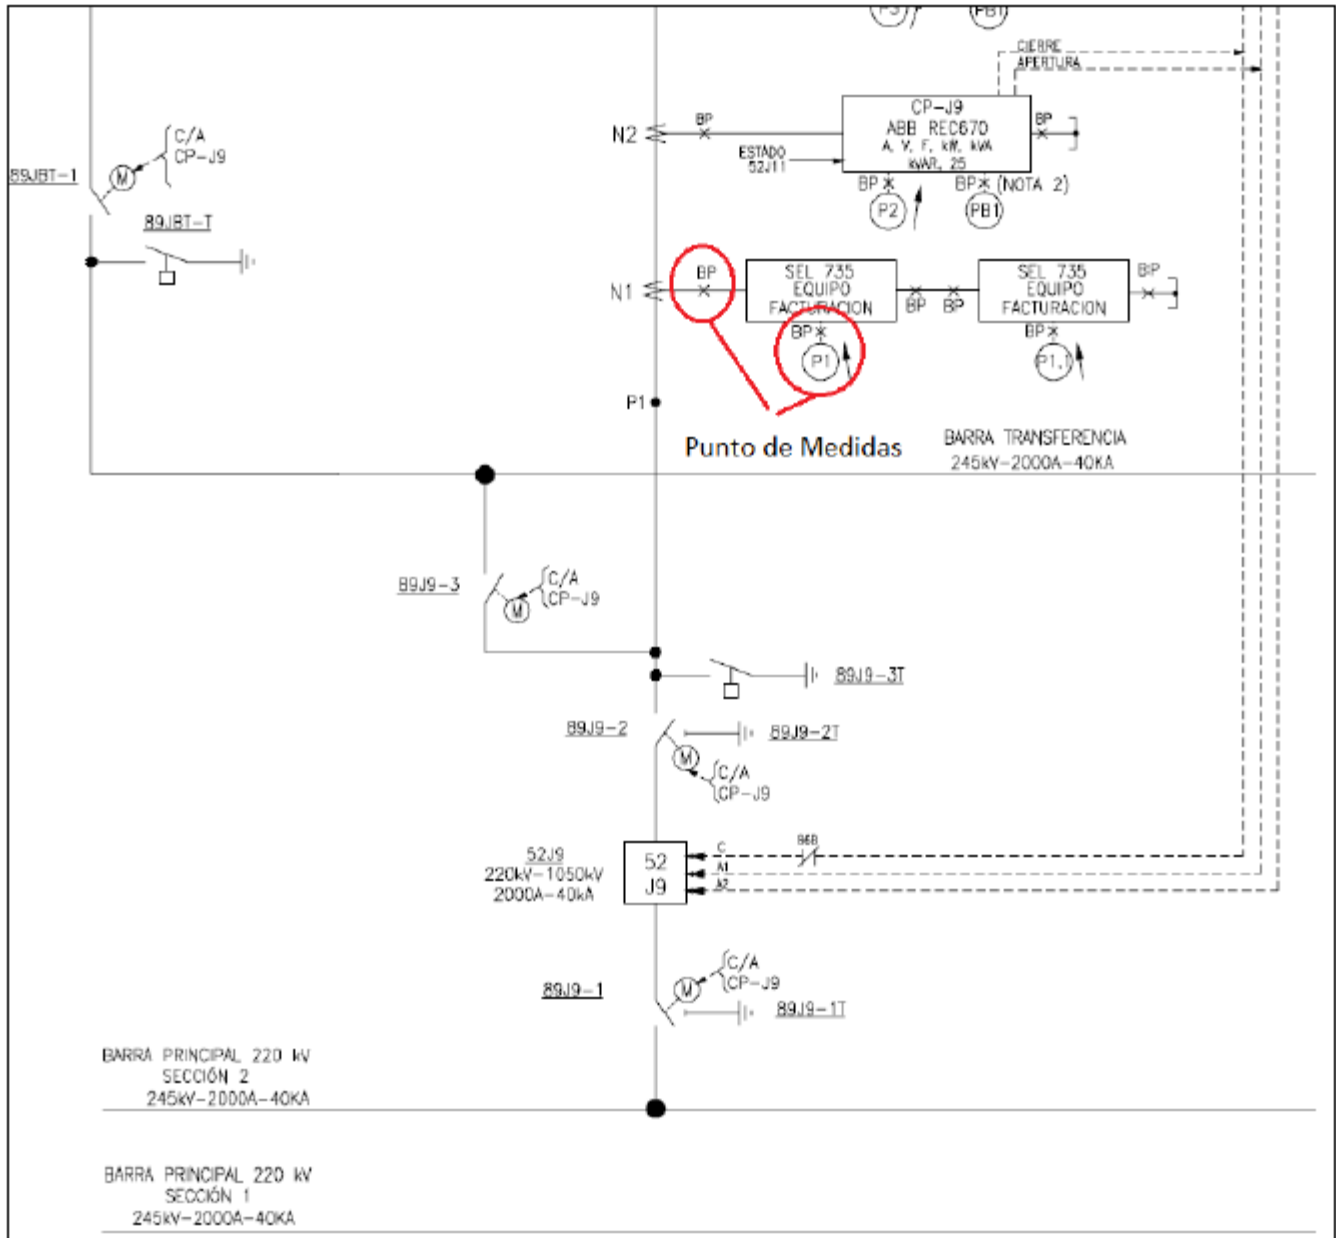 P3
PB1
CIERRE
APERTURA
CP-J9
ABB REC670
A, V, F, kW, kVA
kVAR, 25
N2
BP
BP
ESTADO
52J11
BP
BP
(NOTA 2)
P2
PB1
C/A
CP-J9
M
89JBT-1
89JBT-T
N1
BP
SEL 735
EQUIPO
FACTURACION
BP
BP
SEL 735
EQUIPO
FACTURACION
BP
BP
P1
BP
P1.1
P1
Punto de Medidas
BARRA TRANSFERENCIA
245kV-2000A-40KA
89J9-3
M
C/A
CP-J9
89J9-3T
89J9-2
89J9-2T
M
C/A
CP-J9
52J9
220kV-1050kV
2000A-40kA
52
J9
C
A1
A2
86B
C/A
CP-J9
M
89J9-1
89J9-1T
BARRA PRINCIPAL 220 kV
SECCIÓN 2
245kV-2000A-40KA
BARRA PRINCIPAL 220 kV
SECCIÓN 1
245kV-2000A-40KA